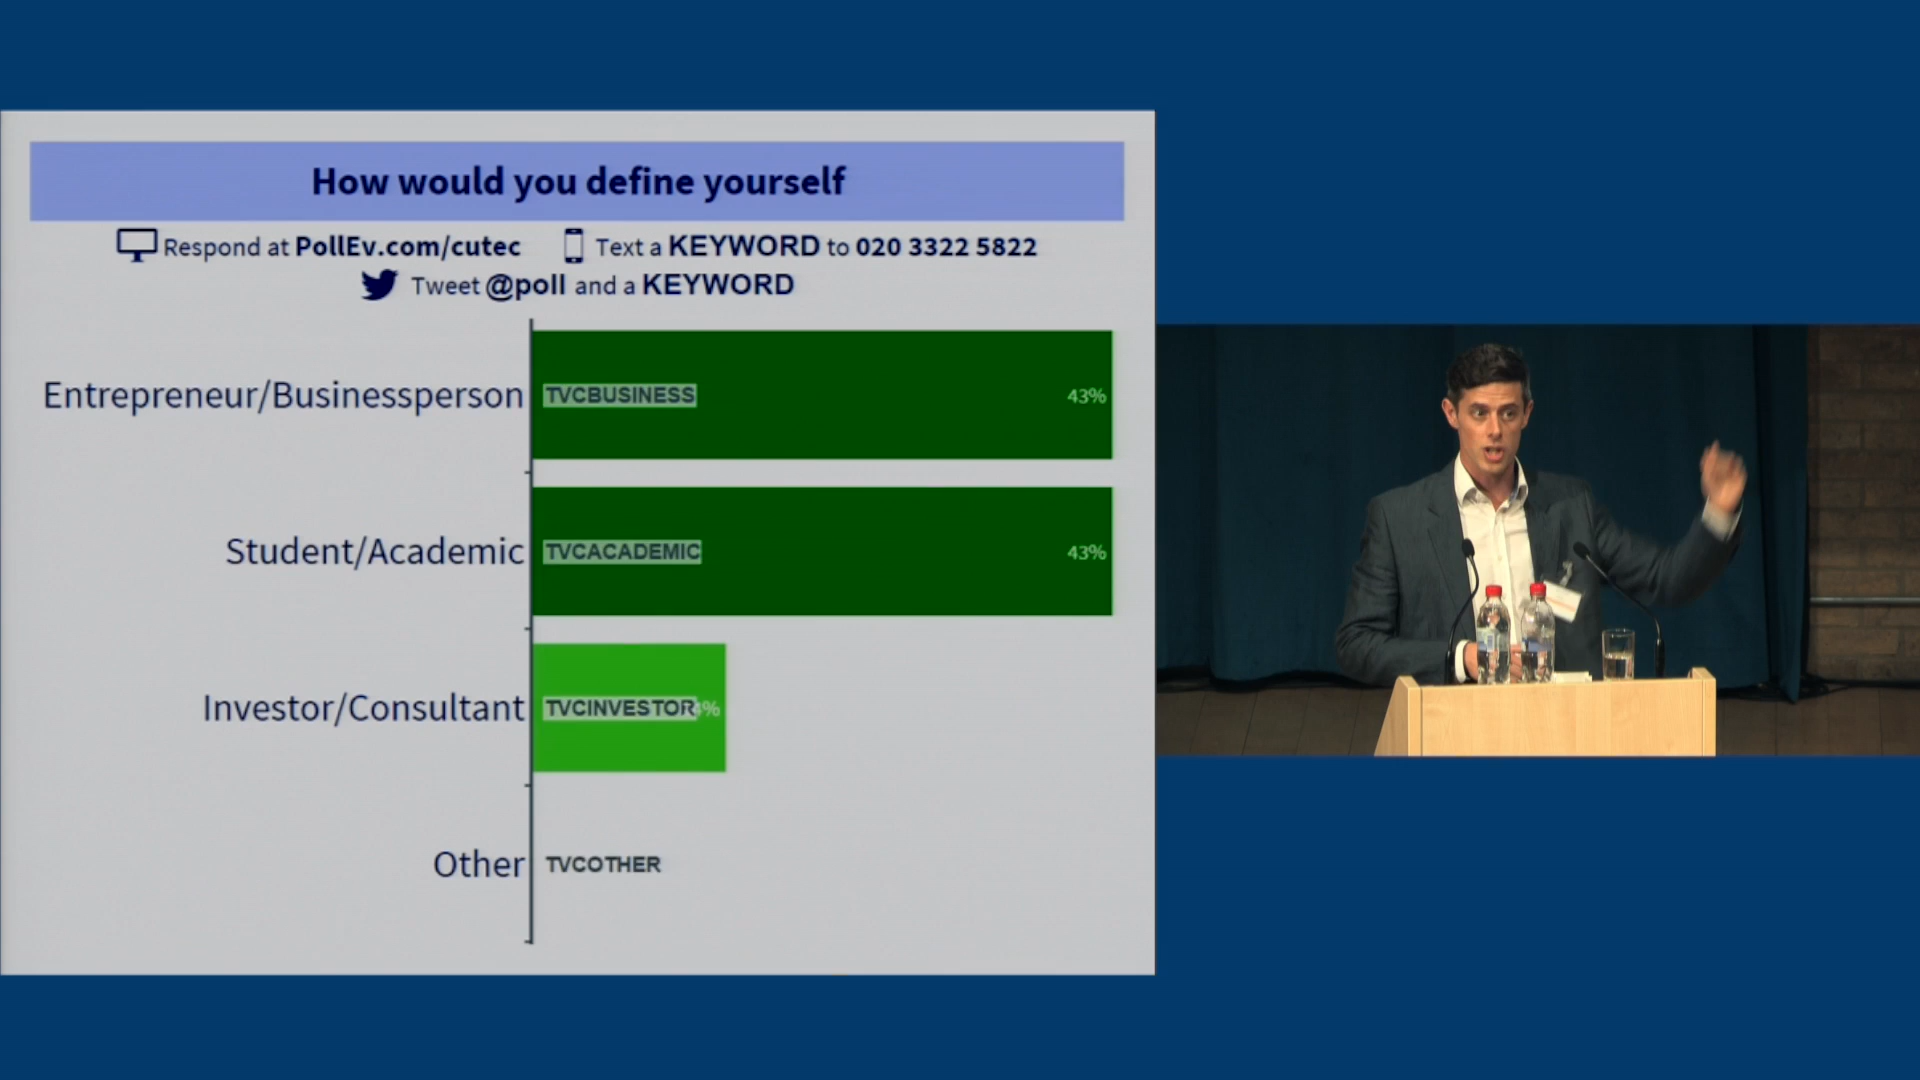 How would you define yourself
Respond at PollEv.com/cutec Text a KEYWORD to 020 3322 5822
Tweet @poll and a KEYWORD
Entrepreneur/Businessperson TVCBUSINESS 43%
Student/Academic TVCACADEMIC 43%
Investor/Consultant TVCINVESTOR
Other TVCOTHER